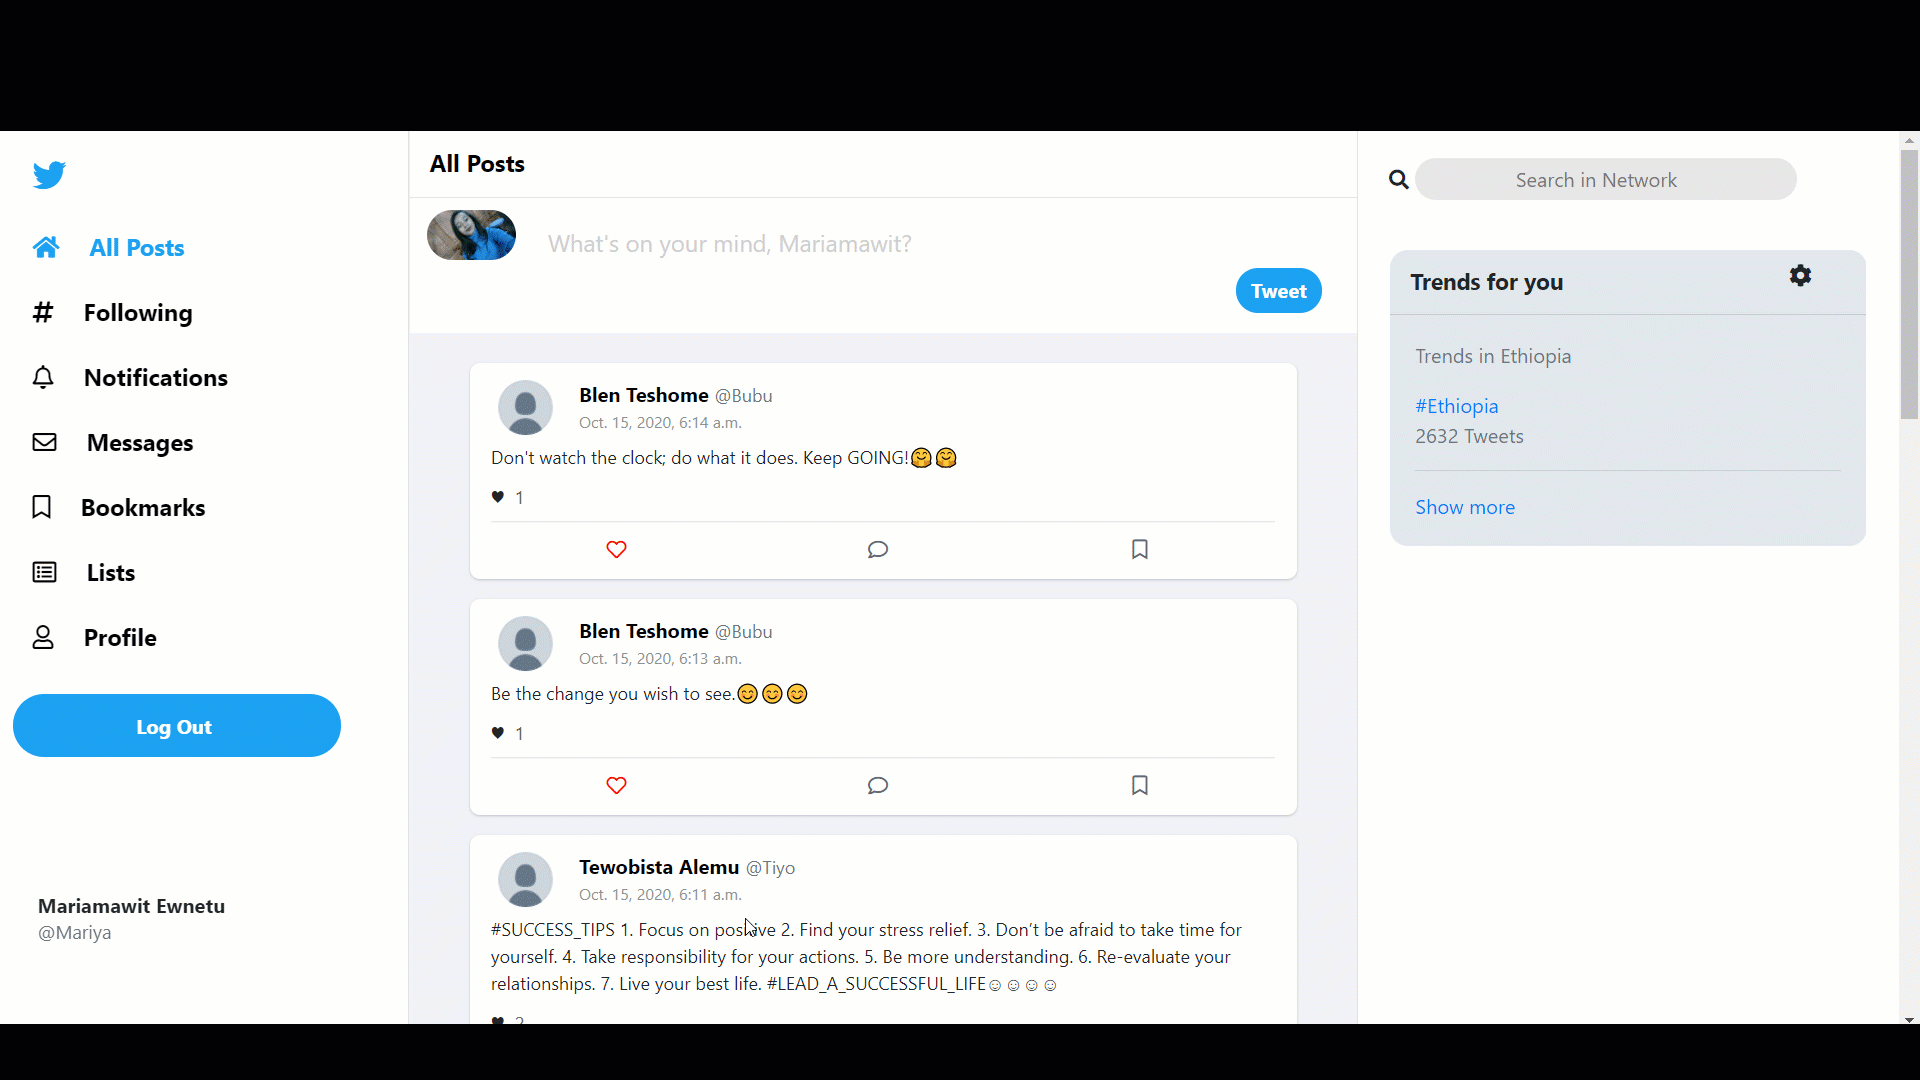 All Posts
Following
Notifications
Messages
Bookmarks
Lists
Profile
Log Out
Mariamawit Ewnetu
@Mariya
All Posts
What's on your mind, Mariamawit?
Tweet
Blen Teshome @Bubu
Oct. 15, 2020, 6:14 a.m.
Don't watch the clock; do what it does. Keep GOING!🤗🤗
1
Blen Teshome @Bubu
Oct. 15, 2020, 6:13 a.m.
Be the change you wish to see.😊😊😊
1
Tewobista Alemu @Tiyo
Oct. 15, 2020, 6:11 a.m.
#SUCCESS_TIPS 1. Focus on positive 2. Find your stress relief. 3. Don’t be afraid to take time for
yourself. 4. Take responsibility for your actions. 5. Be more understanding. 6. Re-evaluate your
relationships. 7. Live your best life. #LEAD_A_SUCCESSFUL_LIFE☺☺☺☺
2
Search in Network
Trends for you
Trends in Ethiopia
#Ethiopia
2632 Tweets
Show more